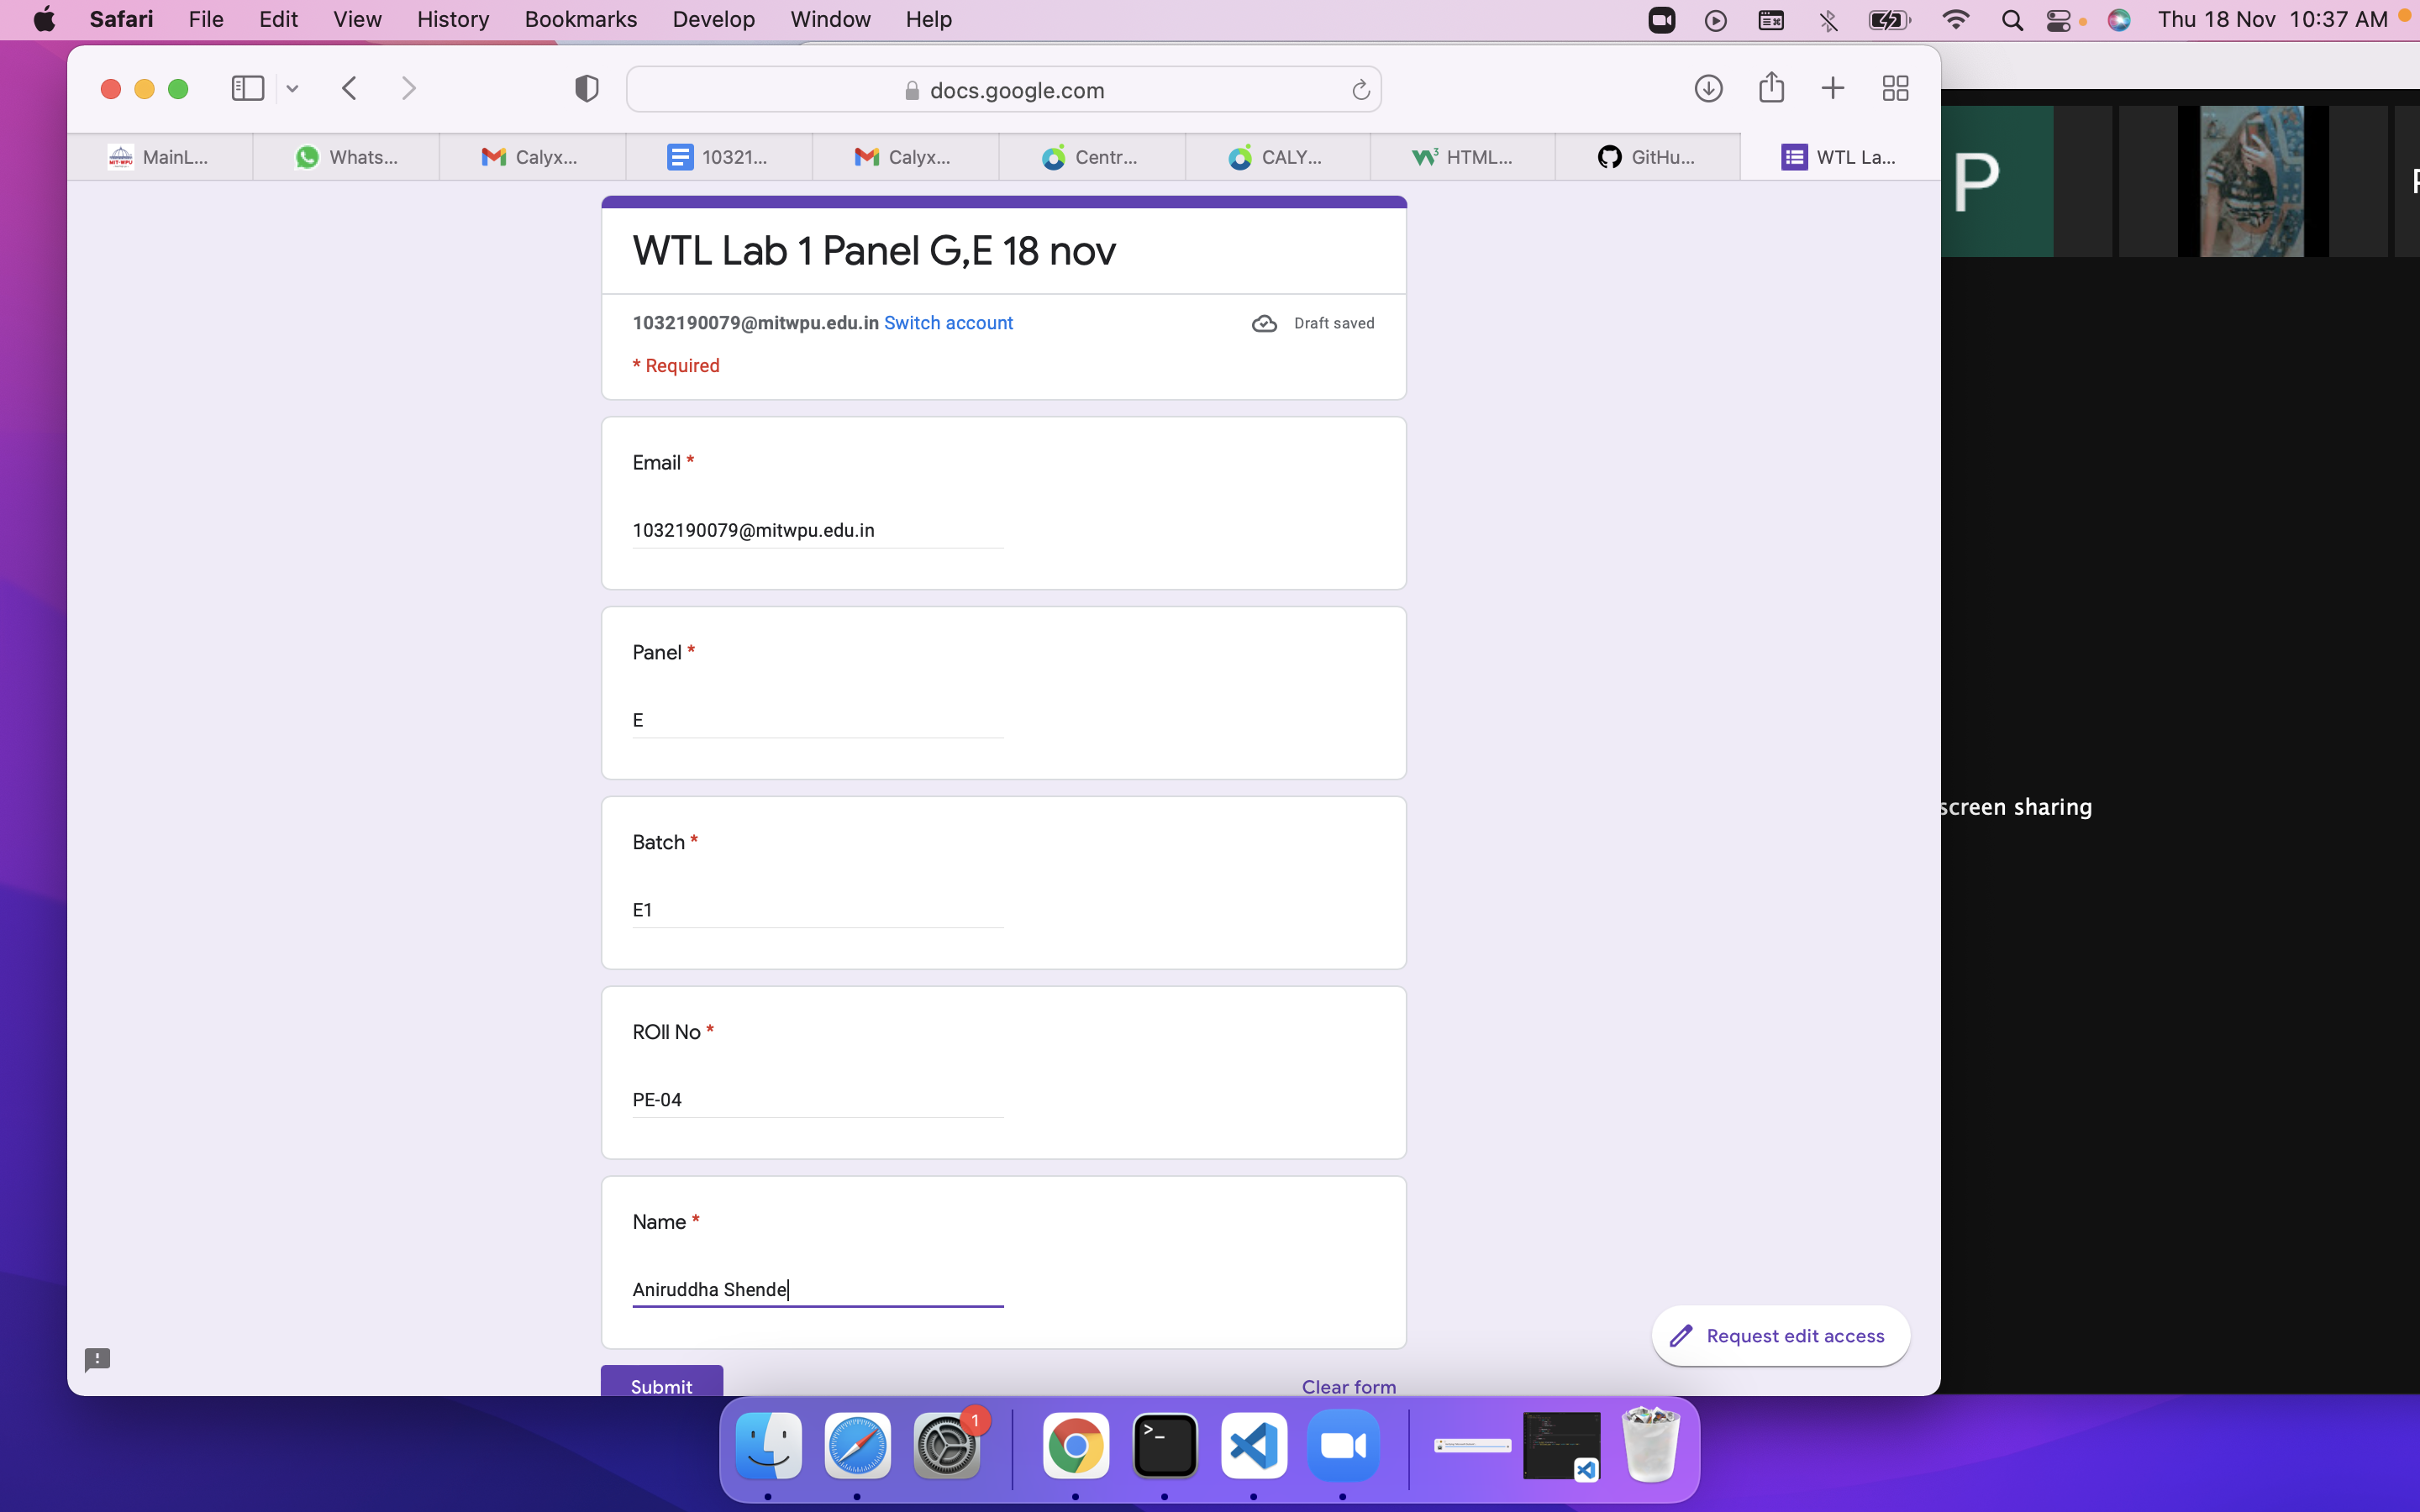 Safari File Edit View History Bookmarks Develop Window Help Thu 18 Nov 10:37 AM
docs.google.com
MainL... Whats... Calyx... 10321... Calyx... Centr... CALY... HTML... GitHu... WTL La...
P
WTL Lab 1 Panel G,E 18 nov
1032190079@mitwpu.edu.in Switch account Draft saved
* Required
Email *
1032190079@mitwpu.edu.in
Panel *
E
Batch *
E1
screen sharing
ROll No *
PE-04
Name *
Aniruddha Shende
Request edit access
Submit Clear form
1